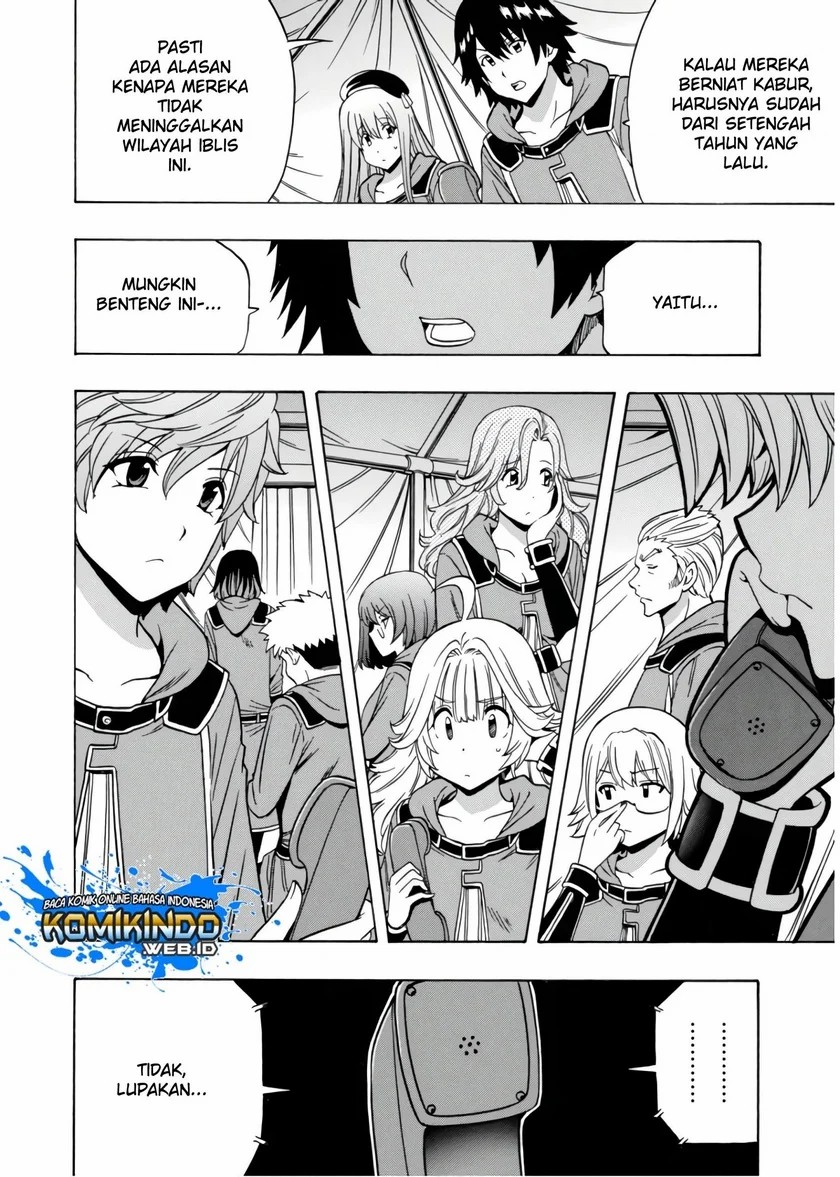 KALAU MEREKA
BERNIAT KABUR,
HARUSNYA SUDAH
DARI SETENGAH
TAHUN YANG
LALU.
PASTI
ADA ALASAN
KENAPA MEREKA
TIDAK
MENINGGALKAN
WILAYAH IBLIS
INI.
YAITU...
MUNGKIN
BENTENG INI-...
BACA KOMIK ONLINE BAHASA INDONESIA
KOMIKINDO
.WEB.ID
TIDAK,
LUPAKAN...